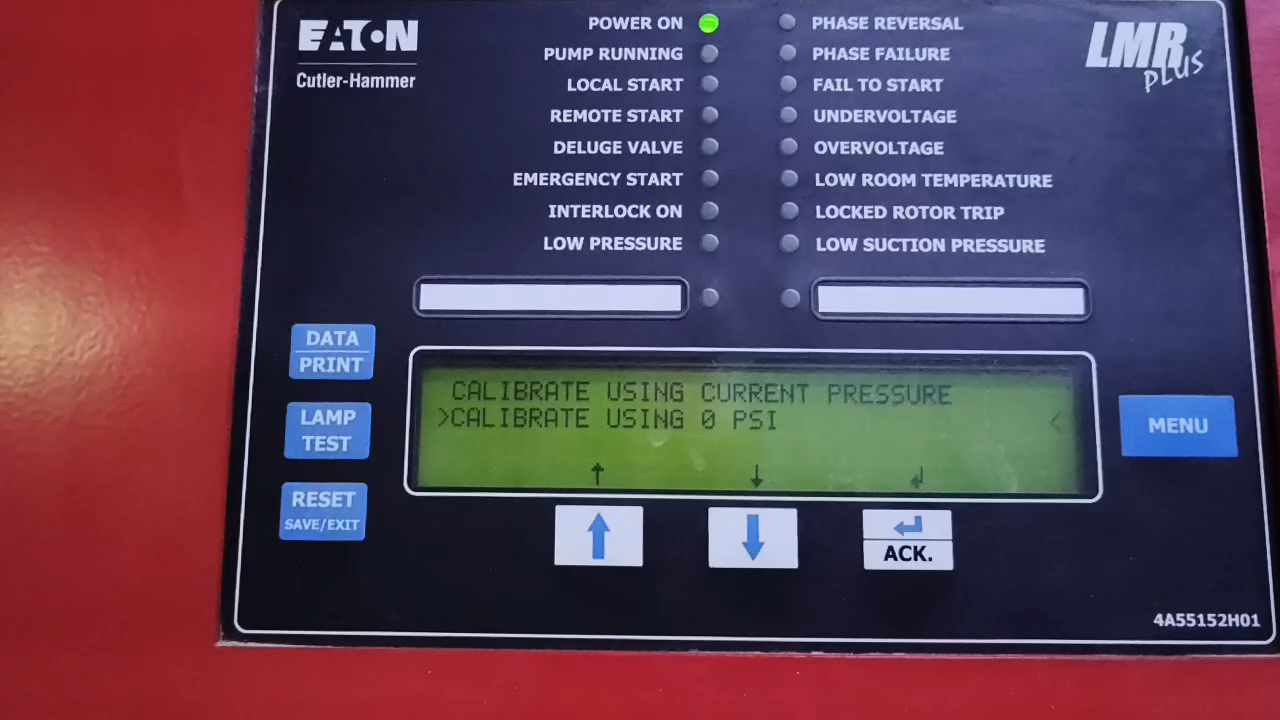 EATON
Cutler-Hammer
POWER ON
PUMP RUNNING
LOCAL START
REMOTE START
DELUGE VALVE
EMERGENCY START
INTERLOCK ON
LOW PRESSURE
PHASE REVERSAL
PHASE FAILURE
FAIL TO START
UNDERVOLTAGE
OVERVOLTAGE
LOW ROOM TEMPERATURE
LOCKED ROTOR TRIP
LOW SUCTION PRESSURE
LMR
PLUS
DATA
PRINT
LAMP
TEST
RESET
SAVE/EXIT
CALIBRATE USING CURRENT PRESSURE
>CALIBRATE USING 0 PSI <
↑ ↓ ↲
MENU
ACK.
4A55152H01